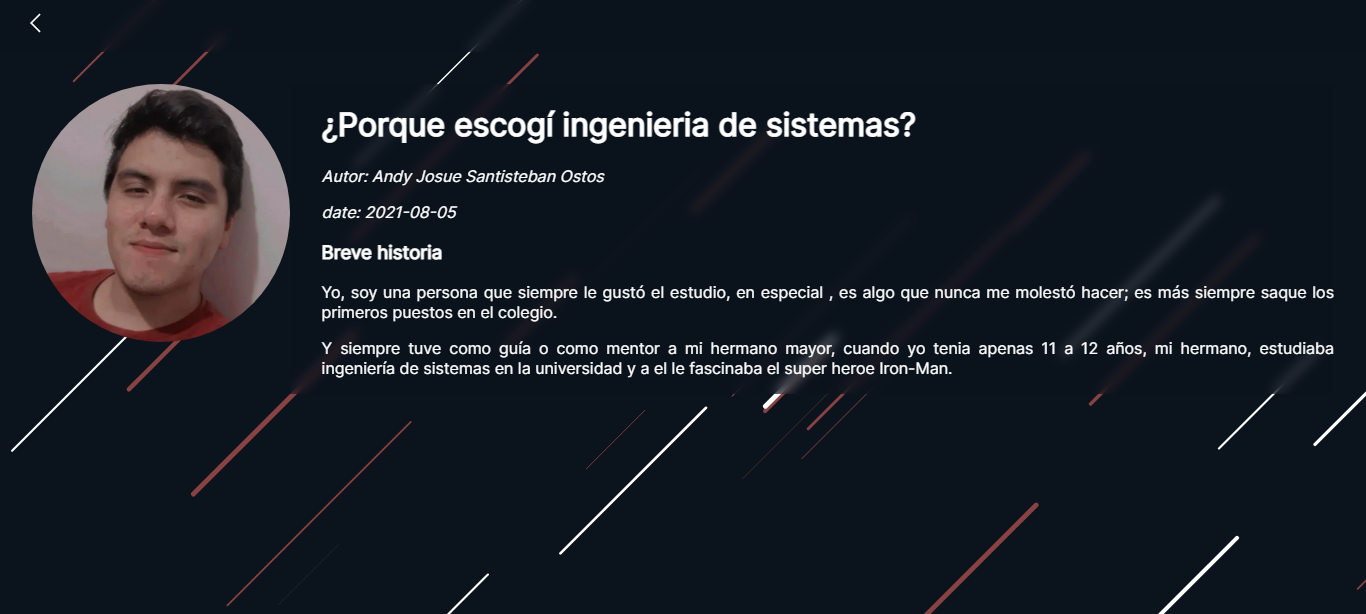 ¿Porque escogí ingenieria de sistemas?
Autor: Andy Josue Santisteban Ostos
date: 2021-08-05
Breve historia
Yo, soy una persona que siempre le gustó el estudio, en especial , es algo que nunca me molestó hacer; es más siempre saque los
primeros puestos en el colegio.
Y siempre tuve como guía o como mentor a mi hermano mayor, cuando yo tenia apenas 11 a 12 años, mi hermano, estudiaba
ingeniería de sistemas en la universidad y a el le fascinaba el super heroe Iron-Man.